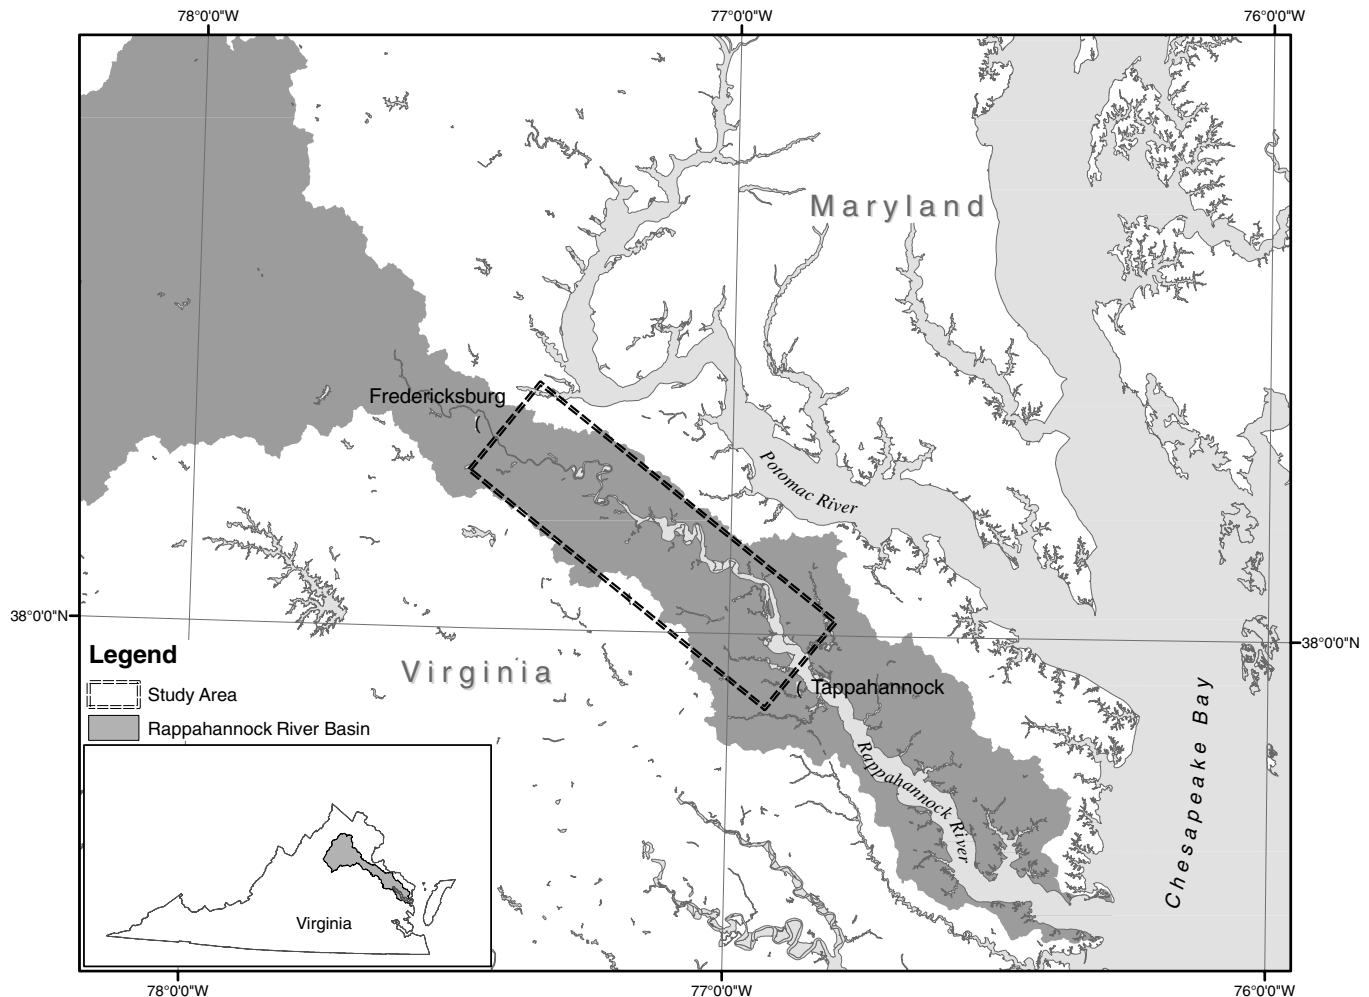 78°0'0"W
77°0'0"W
76°0'0"W
Maryland
Fredericksburg
Potomac River
38°0'0"N
38°0'0"N
Legend
Study Area
Rappahannock River Basin
Virginia
Tappahannock
Rappahannock River
Chesapeake Bay
Virginia
78°0'0"W
77°0'0"W
76°0'0"W